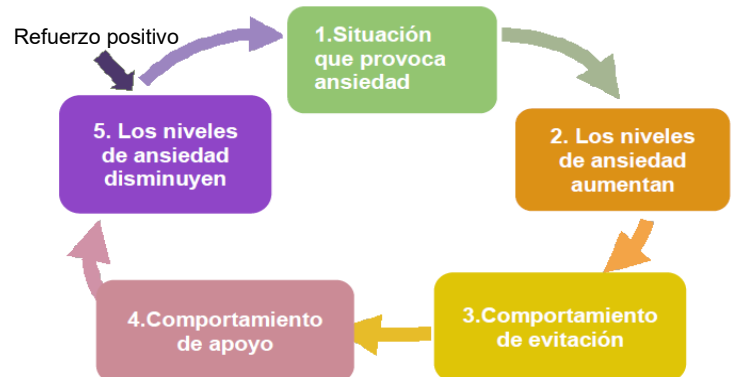 Refuerzo positivo
1.Situación
que provoca
ansiedad
2. Los niveles
de ansiedad
aumentan
3.Comportamiento
de evitación
4.Comportamiento
de apoyo
5. Los niveles
de ansiedad
disminuyen